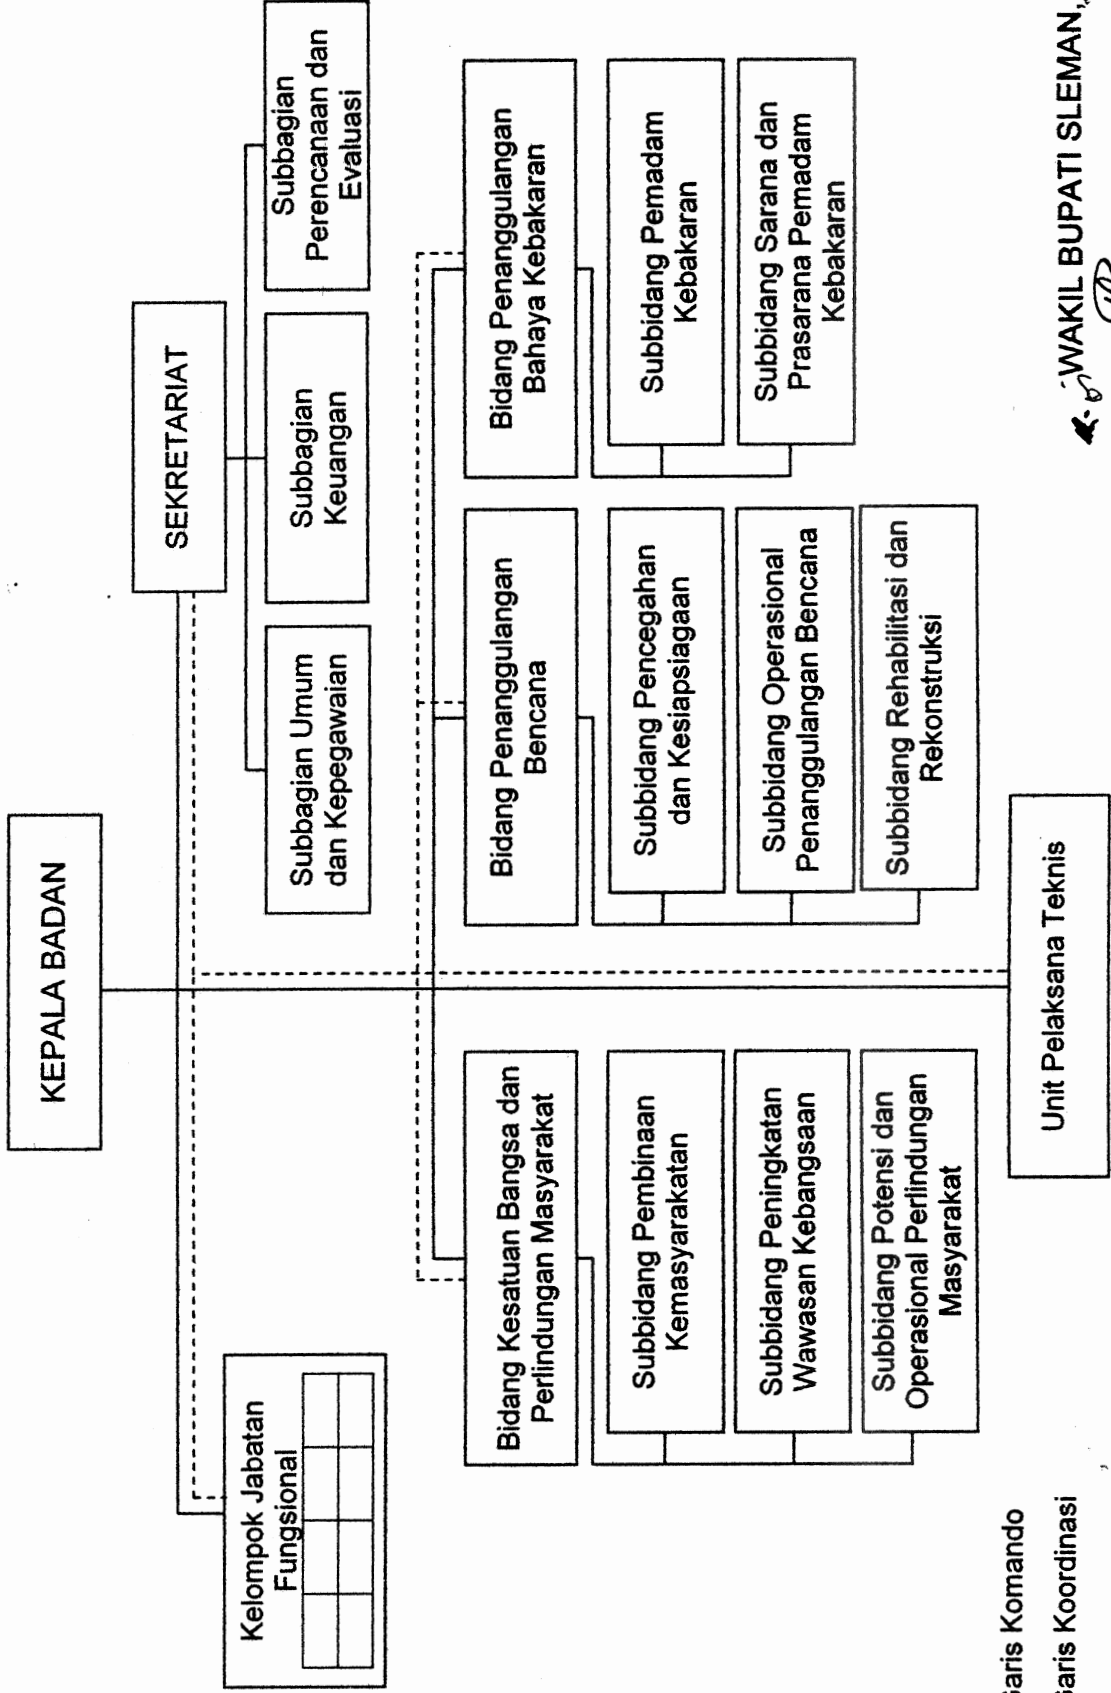 KEPALA BADAN
SEKRETARIAT
Kelompok Jabatan
Fungsional
Subbagian Umum
dan Kepegawaian
Subbagian
Keuangan
Subbagian
Perencanaan dan
Evaluasi
Bidang Kesatuan Bangsa dan
Perlindungan Masyarakat
Subbidang Pembinaan
Kemasyarakatan
Subbidang Peningkatan
Wawasan Kebangsaan
Subbidang Potensi dan
Operasional Perlindungan
Masyarakat
Bidang Penanggulangan
Bencana
Subbidang Pencegahan
dan Kesiapsiagaan
Subbidang Operasional
Penanggulangan Bencana
Subbidang Rehabilitasi dan
Rekonstruksi
Bidang Penanggulangan
Bahaya Kebakaran
Subbidang Pemadam
Kebakaran
Subbidang Sarana dan
Prasarana Pemadam
Kebakaran
Unit Pelaksana Teknis
Garis Komando
Garis Koordinasi
WAKIL BUPATI SLEMAN,